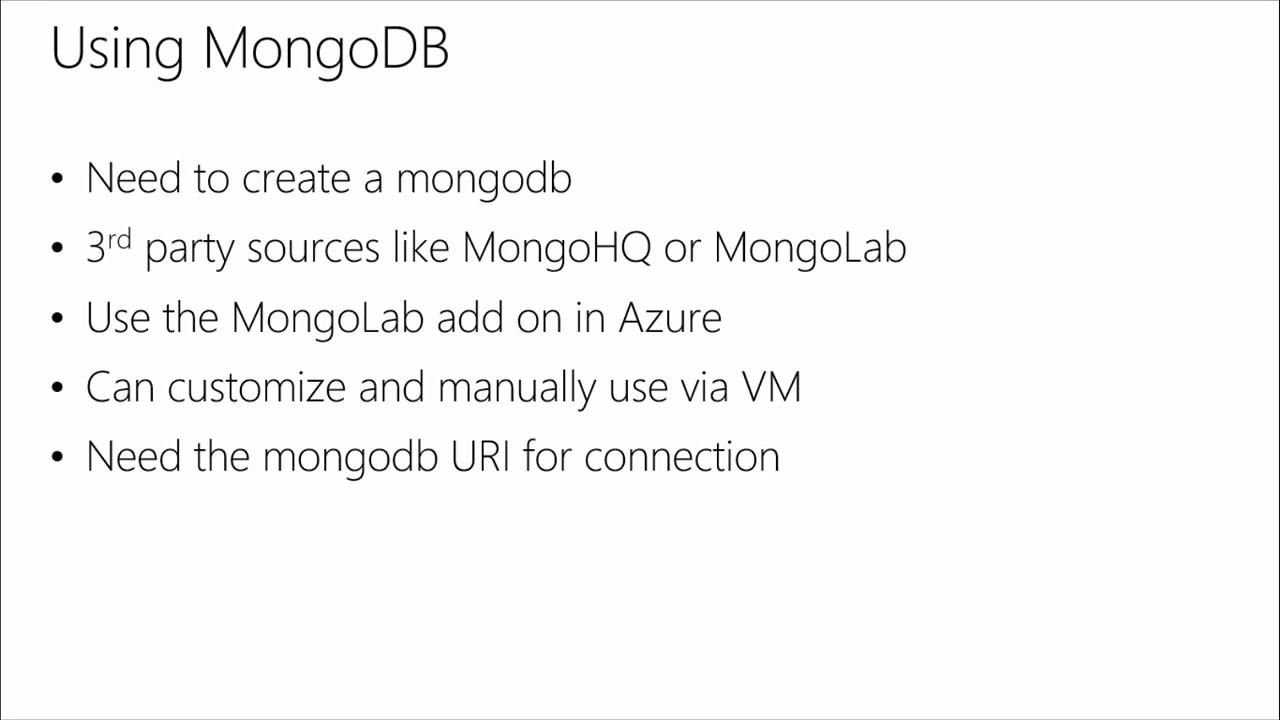 Using MongoDB
• Need to create a mongodb
• 3rd party sources like MongoHQ or MongoLab
• Use the MongoLab add on in Azure
• Can customize and manually use via VM
• Need the mongodb URI for connection